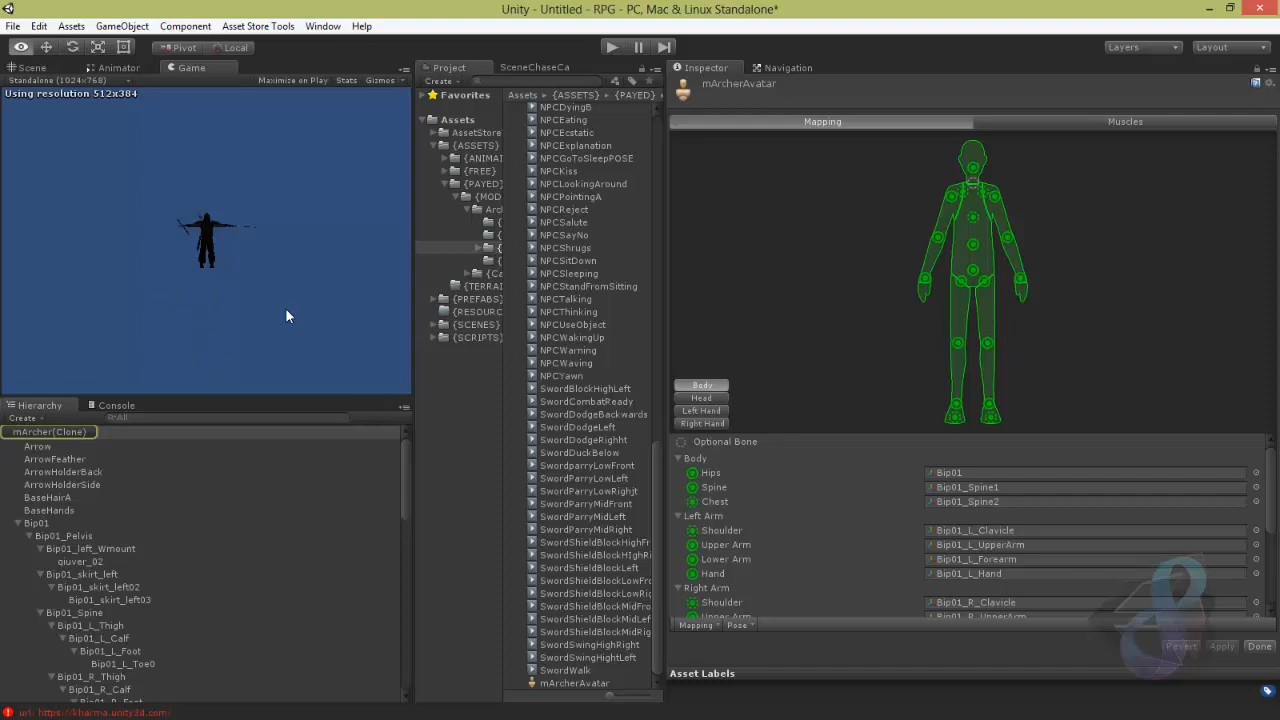 Unity - Untitled - RPG - PC, Mac & Linux Standalone*
File Edit Assets GameObject Component Asset Store Tools Window Help
Pivot Local Layers Layout
Scene Animator Game
Standalone (1024x768) Maximize on Play Stats Gizmos
Using resolution 512x384
Hierarchy Console
Create All
mArcher(Clone)
Arrow
ArrowFeather
ArrowHolderBack
ArrowHolderSide
BaseHairA
BaseHands
Bip01
Bip01_Pelvis
Bip01_left_Wmount
qiuver_02
Bip01_skirt_left
Bip01_skirt_left02
Bip01_skirt_left03
Bip01_Spine
Bip01_L_Thigh
Bip01_L_Calf
Bip01_L_Foot
Bip01_L_Toe0
Bip01_R_Thigh
Bip01_R_Calf
Bip01_R_Foot
url: https://kharma.unity3d.com/
Project SceneChaseCa
Create
Favorites
Assets
AssetStore
{ASSETS}
{ANIMA
{FREE}
{PAYED}
{MOD
Arc
{
{
{
{
{Ca
{TERRAI
{PREFABS}
{RESOURC
{SCENES}
{SCRIPTS}
Assets {ASSETS} {PAYED}
NPCDyingB
NPCEating
NPCEcstatic
NPCExplanation
NPCGoToSleepPOSE
NPCKiss
NPCLookingAround
NPCPointingA
NPCReject
NPCSalute
NPCSayNo
NPCShrugs
NPCSitDown
NPCSleeping
NPCStandFromSitting
NPCTalking
NPCThinking
NPCUseObject
NPCWakingUp
NPCWarning
NPCWaving
NPCYawn
SwordBlockHighLeft
SwordCombatReady
SwordDodgeBackwards
SwordDodgeLeft
SwordDodgeRighht
SwordDuckBelow
SwordparryLowFront
SwordParryLowLeft
SwordParryLowRighjt
SwordParryMidFront
SwordParryMidLeft
SwordParryMidRight
SwordShieldBlockHighFr
SwordShieldBlockHIghRi
SwordShieldBlockLeft
SwordShieldBlockLowFro
SwordShieldBlockLowRig
SwordShieldBlockMidFro
SwordShieldBlockMidLef
SwordShieldBlockMidRig
SwordSwingHighRight
SwordSwingHightLeft
SwordWalk
mArcherAvatar
Inspector Navigation
mArcherAvatar
Mapping Muscles
Body
Head
Left Hand
Right Hand
Optional Bone
Body
Hips Bip01
Spine Bip01_Spine1
Chest Bip01_Spine2
Left Arm
Shoulder Bip01_L_Clavicle
Upper Arm Bip01_L_UpperArm
Lower Arm Bip01_L_Forearm
Hand Bip01_L_Hand
Right Arm
Shoulder Bip01_R_Clavicle
Upper Arm Bip01_R_UpperArm
Mapping Pose
Revert Apply Done
Asset Labels